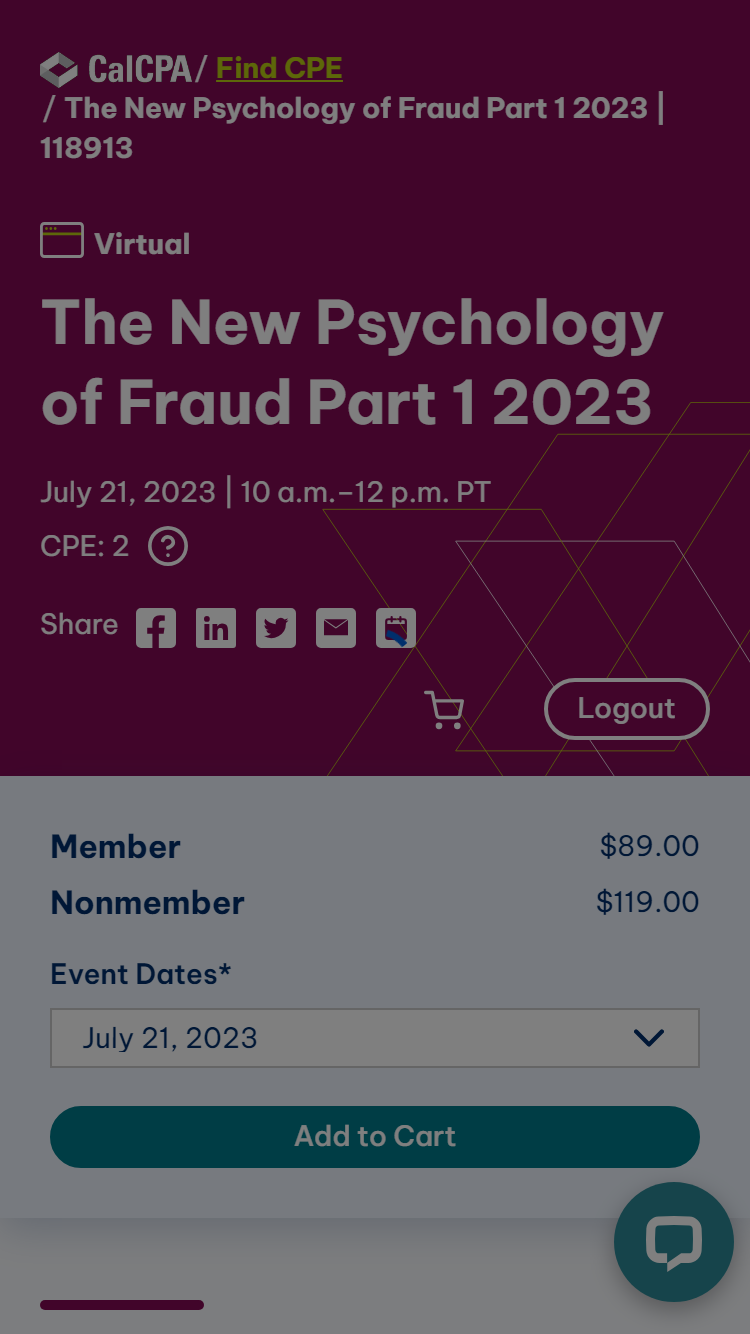 CalCPA / Find CPE
/ The New Psychology of Fraud Part 1 2023 |
118913
Virtual
The New Psychology
of Fraud Part 1 2023
July 21, 2023 | 10 a.m.–12 p.m. PT
CPE: 2 ?
Share
Logout
Member $89.00
Nonmember $119.00
Event Dates*
July 21, 2023
Add to Cart